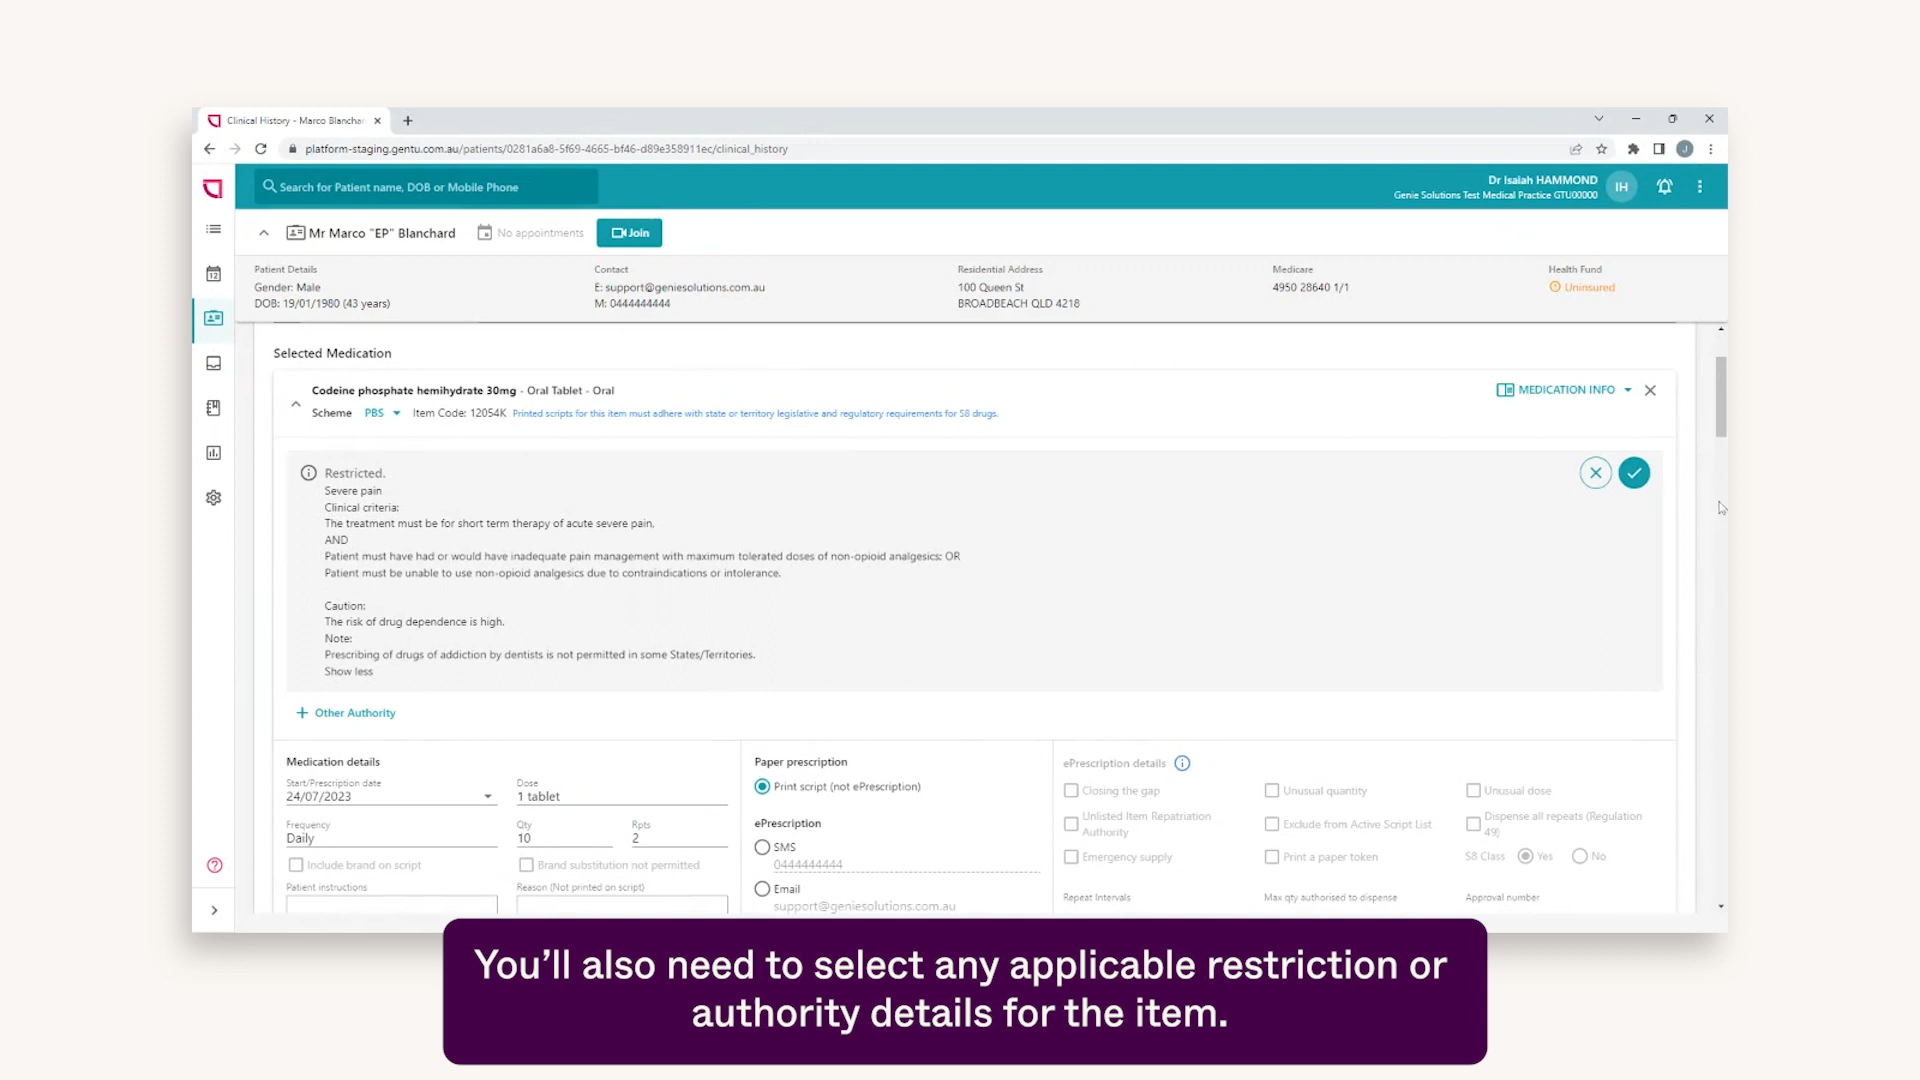 Clinical History - Marco Blanchar
platform-staging.gentu.com.au/patients/0281a6a8-5f69-4665-bf46-d89e358911ec/clinical_history
J
Search for Patient name, DOB or Mobile Phone
Dr Isaiah HAMMOND
Genie Solutions Test Medical Practice GTU00000
IH
Mr Marco "EP" Blanchard
No appointments
Join
12
Patient Details
Gender: Male
DOB: 19/01/1980 (43 years)
Contact
E: support@geniesolutions.com.au
M: 0444444444
Residential Address
100 Queen St
BROADBEACH QLD 4218
Medicare
4950 28640 1/1
Health Fund
Uninsured
Selected Medication
Codeine phosphate hemihydrate 30mg - Oral Tablet - Oral
MEDICATION INFO
Scheme PBS Item Code: 12054K Printed scripts for this item must adhere with state or territory legislative and regulatory requirements for S8 drugs.
Restricted.
Severe pain
Clinical criteria:
The treatment must be for short term therapy of acute severe pain,
AND
Patient must have had or would have inadequate pain management with maximum tolerated doses of non-opioid analgesics; OR
Patient must be unable to use non-opioid analgesics due to contraindications or intolerance.
Caution:
The risk of drug dependence is high.
Note:
Prescribing of drugs of addiction by dentists is not permitted in some States/Territories.
Show less
+ Other Authority
Medication details
Start/Prescription date
24/07/2023
Dose
1 tablet
Frequency
Daily
Qty
10
Rpts
2
Include brand on script
Brand substitution not permitted
Patient instructions
Reason (Not printed on script)
Paper prescription
Print script (not ePrescription)
ePrescription
SMS
0444444444
Email
support@geniesolutions.com.au
ePrescription details
Closing the gap
Unusual quantity
Unusual dose
Unlisted Item Repatriation
Authority
Exclude from Active Script List
Dispense all repeats (Regulation
49)
Emergency supply
Print a paper token
S8 Class Yes No
Repeat Intervals
Max qty authorised to dispense
Approval number
You'll also need to select any applicable restriction or
authority details for the item.